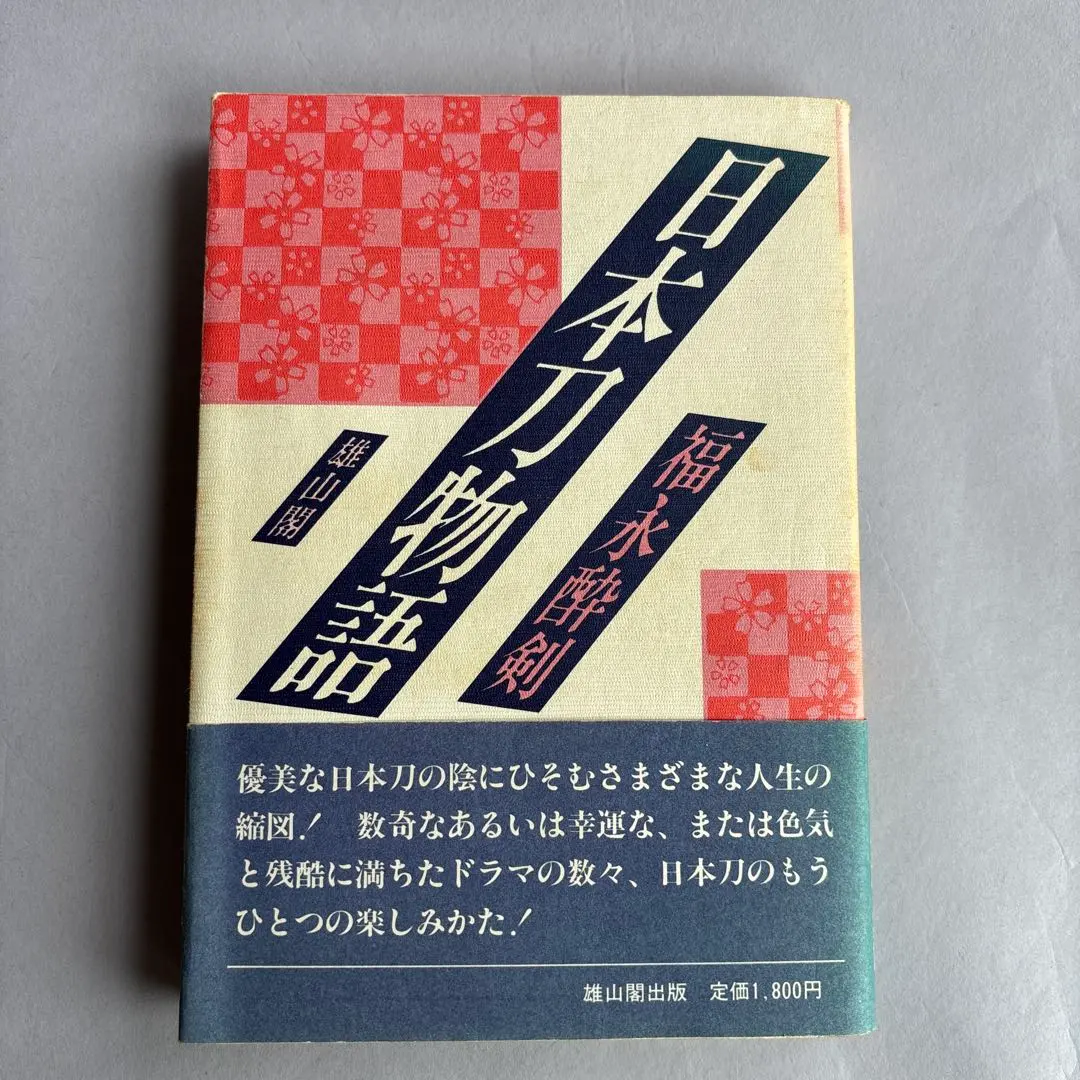 日本刀物語
福永酔剣
雄山閣
優美な日本刀の陰にひそむさまざまな人生の
縮図！　数奇なあるいは幸運な、または色気
と残酷に満ちたドラマの数々、日本刀のもう
ひとつの楽しみかた！
雄山閣出版　定価1,800円